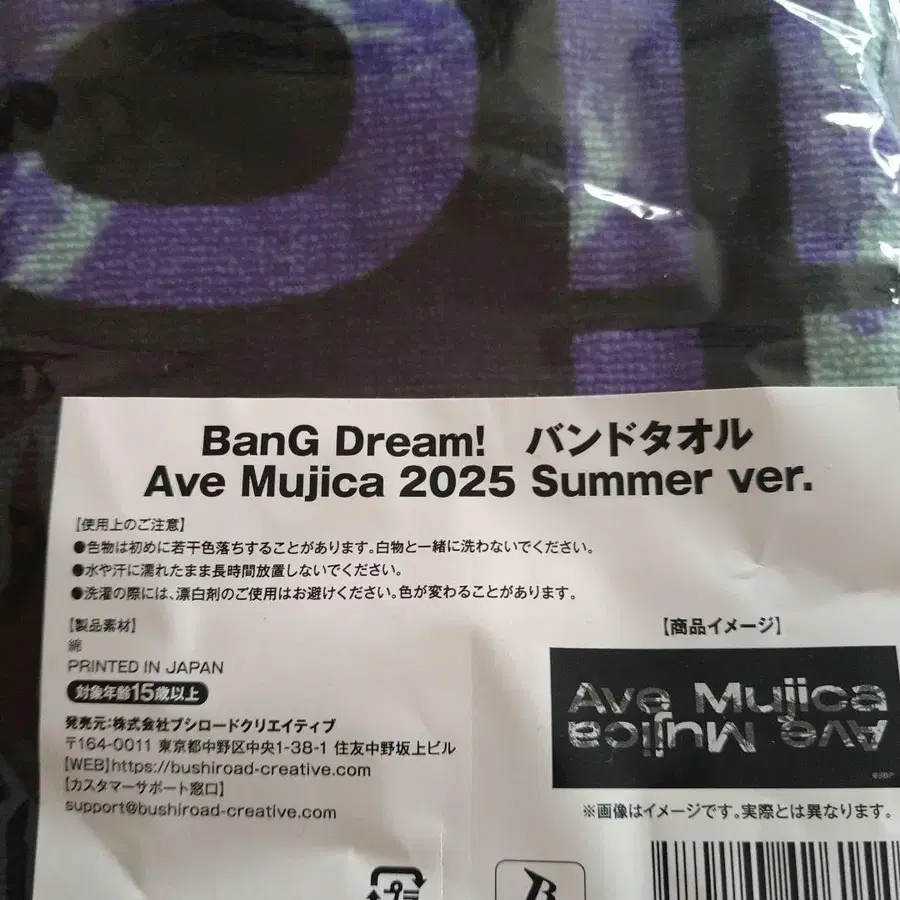 BanG Dream! バンドタオル
Ave Mujica 2025 Summer ver.
【使用上のご注意】
●色物は初めに若干色落ちすることがあります。白物と一緒に洗わないでください。
●水や汗に濡れたまま長時間放置しないでください。
●洗濯の際には、漂白剤のご使用はお避けください。色が変わることがあります。
【製品素材】
綿
PRINTED IN JAPAN
対象年齢15歳以上
発売元:株式会社ブシロードクリエイティブ
〒164-0011 東京都中野区中央1-38-1 住友中野坂上ビル
【WEB】https://bushiroad-creative.com
【カスタマーサポート窓口】
support@bushiroad-creative.com
【商品イメージ】
Ave Mujica
Ave Mujica
※画像はイメージです。実際とは異なります。
プ
B